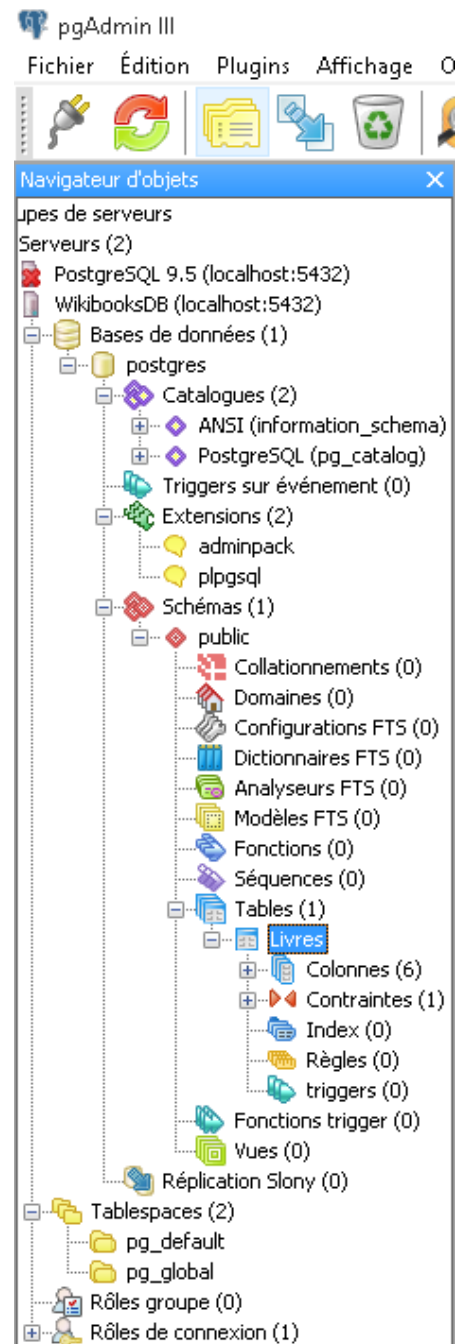 pgAdmin III
Fichier Édition Plugins Affichage O
Navigateur d'objets
upes de serveurs
Serveurs (2)
PostgreSQL 9.5 (localhost:5432)
WikibooksDB (localhost:5432)
Bases de données (1)
postgres
Catalogues (2)
ANSI (information_schema)
PostgreSQL (pg_catalog)
Triggers sur événement (0)
Extensions (2)
adminpack
plpgsql
Schémas (1)
public
Collationnements (0)
Domaines (0)
Configurations FTS (0)
Dictionnaires FTS (0)
Analyseurs FTS (0)
Modèles FTS (0)
Fonctions (0)
Séquences (0)
Tables (1)
Livres
Colonnes (6)
Contraintes (1)
Index (0)
Règles (0)
triggers (0)
Fonctions trigger (0)
Vues (0)
Réplication Slony (0)
Tablespaces (2)
pg_default
pg_global
Rôles groupe (0)
Rôles de connexion (1)